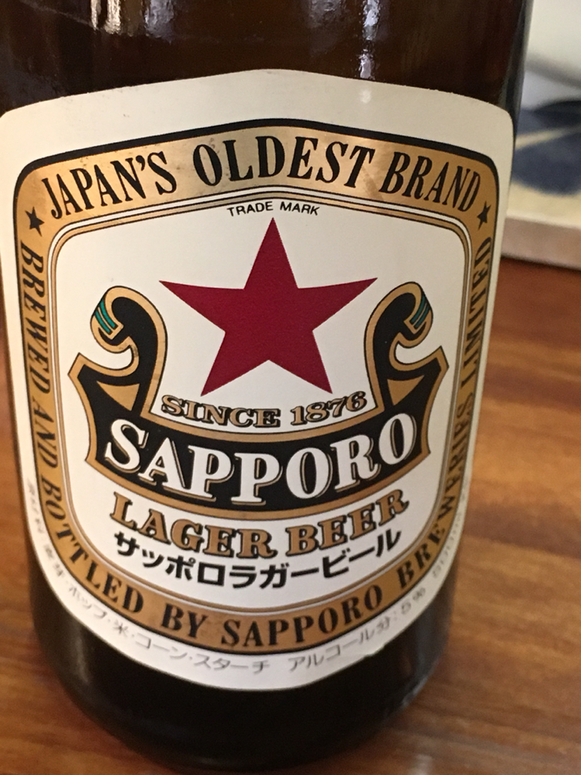 JAPAN'S OLDEST BRAND
TRADE MARK
SINCE 1876
SAPPORO
LAGER BEER
サッポロラガービール
BREWED AND BOTTLED BY SAPPORO BREWERIES LIMITED
ホップ・米・コーン・スターチ アルコール分:5%